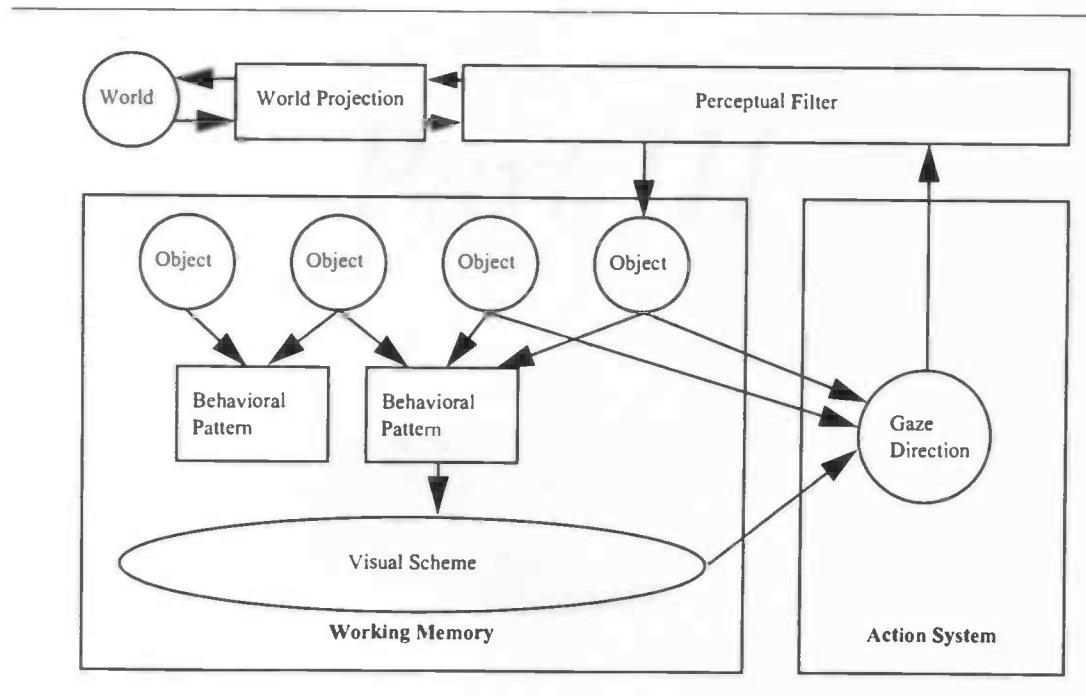 World
World Projection
Perceptual Filter
Object
Object
Object
Object
Behavioral
Pattern
Behavioral
Pattern
Gaze
Direction
Visual Scheme
Working Memory
Action System